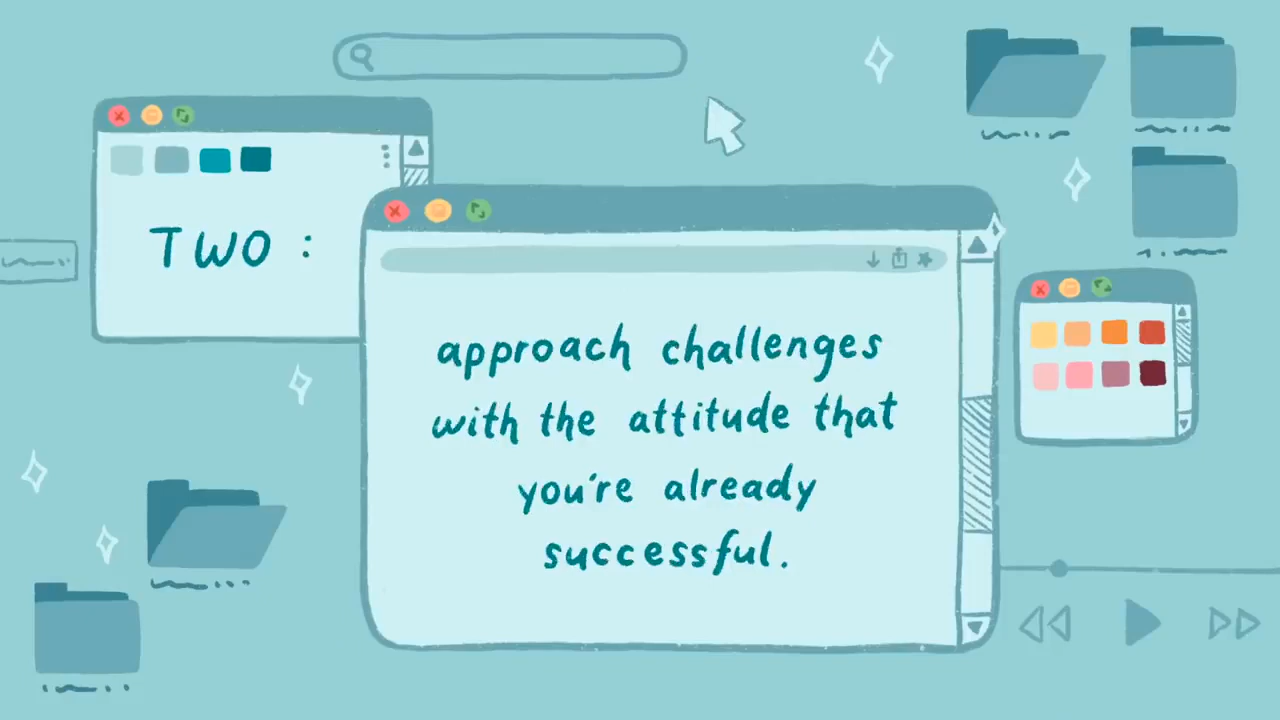 TWO :
approach challenges
with the attitude that
you're already
successful.